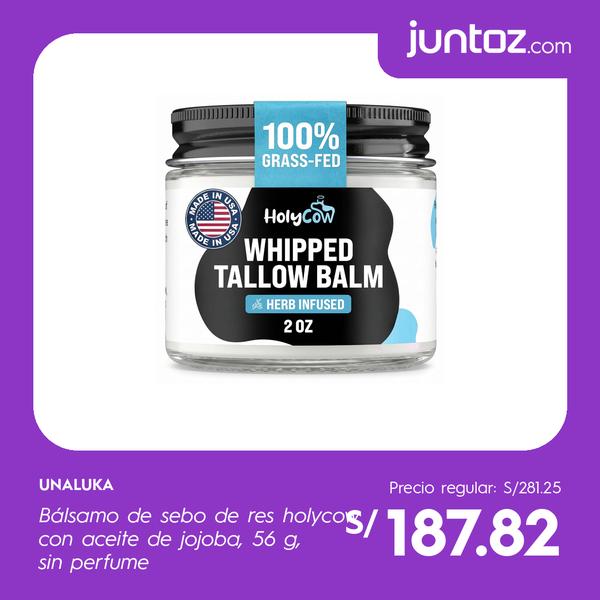 juntoz.com
100%
GRASS-FED
MADE IN USA
MADE IN USA
HolyCow
WHIPPED
TALLOW BALM
HERB INFUSED
2 OZ
UNALUKA
Precio regular: S/281.25
Bálsamo de sebo de res holycow
con aceite de jojoba, 56 g,
sin perfume
S/187.82